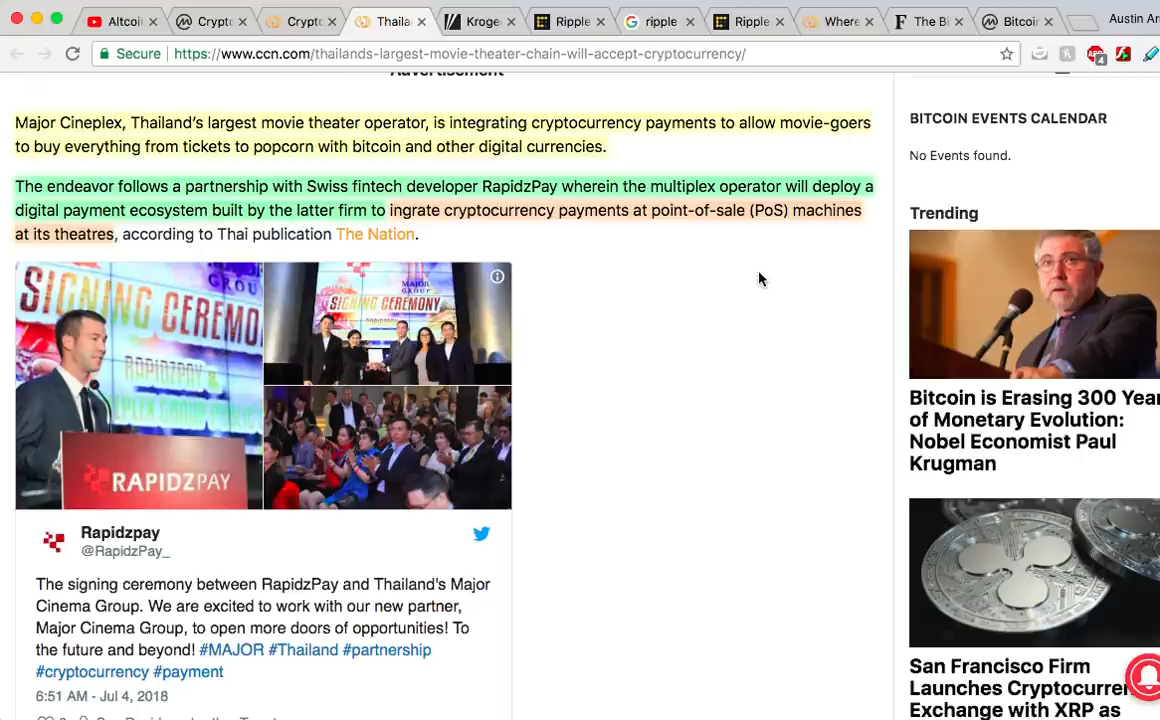 Altcoi
Crypto
Crypto
Thaila
Kroge
Ripple
ripple
Ripple
Where
The Bi
Bitcoin
Austin Ar
Secure
https://www.ccn.com/thailands-largest-movie-theater-chain-will-accept-cryptocurrency/
Advertisement
Major Cineplex, Thailand's largest movie theater operator, is integrating cryptocurrency payments to allow movie-goers
to buy everything from tickets to popcorn with bitcoin and other digital currencies.
The endeavor follows a partnership with Swiss fintech developer RapidzPay wherein the multiplex operator will deploy a
digital payment ecosystem built by the latter firm to ingrate cryptocurrency payments at point-of-sale (PoS) machines
at its theatres, according to Thai publication The Nation.
SIGNING CEREMO
RAPIDZPAY
MAJOR
GROUP
SIGNING CEREMONY
RAPIDZPAY
Rapidzpay
@RapidzPay_
The signing ceremony between RapidzPay and Thailand's Major
Cinema Group. We are excited to work with our new partner,
Major Cinema Group, to open more doors of opportunities! To
the future and beyond! #MAJOR #Thailand #partnership
#cryptocurrency #payment
6:51 AM - Jul 4, 2018
BITCOIN EVENTS CALENDAR
No Events found.
Trending
Bitcoin is Erasing 300 Year
of Monetary Evolution:
Nobel Economist Paul
Krugman
San Francisco Firm
Launches Cryptocurren
Exchange with XRP as